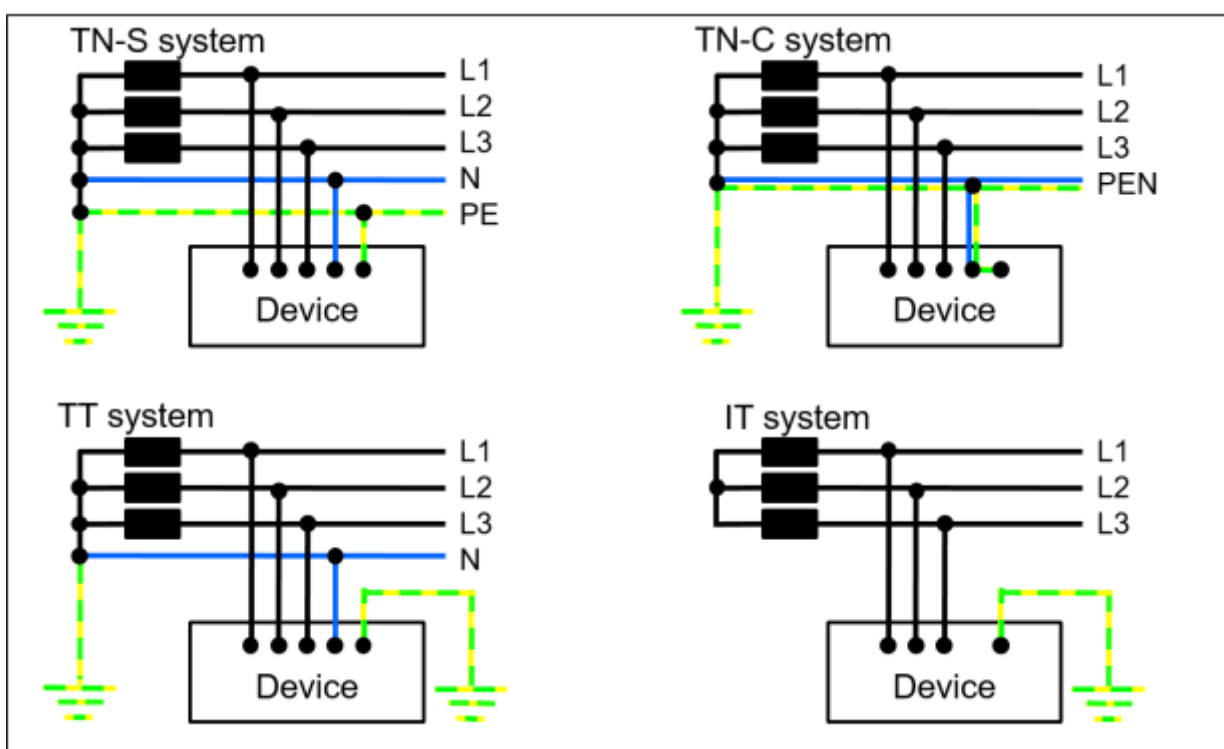 TN-S system
L1
L2
L3
N
PE
Device
TN-C system
L1
L2
L3
PEN
Device
TT system
L1
L2
L3
N
Device
IT system
L1
L2
L3
Device